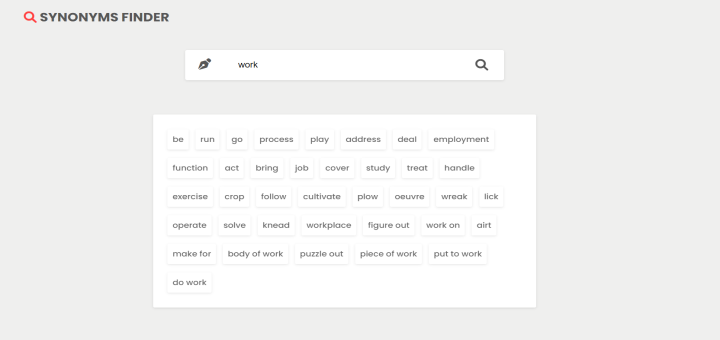 SYNONYMS FINDER
work
be run go process play address deal employment
function act bring job cover study treat handle
exercise crop follow cultivate plow oeuvre wreak lick
operate solve knead workplace figure out work on airt
make for body of work puzzle out piece of work put to work
do work